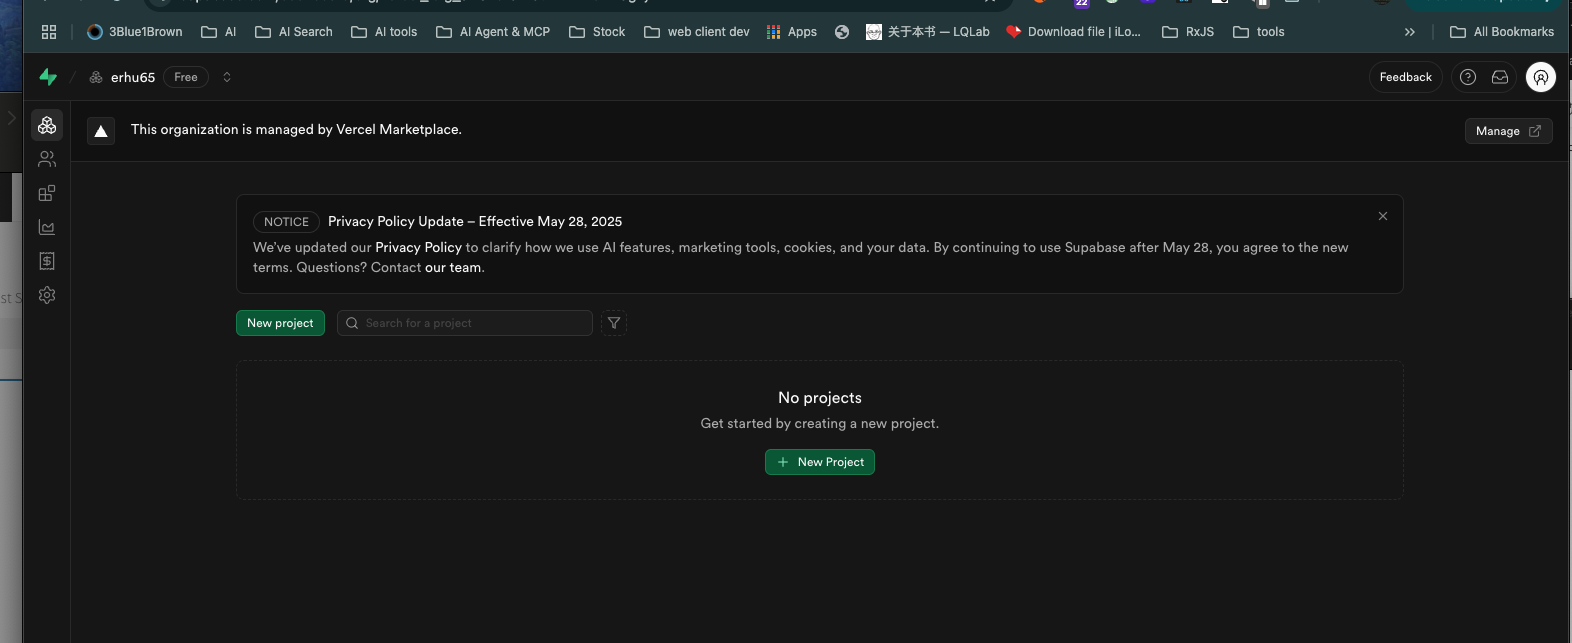 22
3Blue1Brown AI AI Search AI tools AI Agent & MCP Stock web client dev Apps 关于本书 — LQLab Download file | iLo... RxJS tools » All Bookmarks
/ erhu65 Free Feedback
This organization is managed by Vercel Marketplace. Manage
NOTICE Privacy Policy Update – Effective May 28, 2025
We've updated our Privacy Policy to clarify how we use AI features, marketing tools, cookies, and your data. By continuing to use Supabase after May 28, you agree to the new
terms. Questions? Contact our team.
New project Search for a project
No projects
Get started by creating a new project.
+ New Project